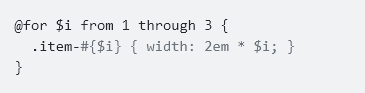 @for $i from 1 through 3 {
  .item-#{$i} { width: 2em * $i; }
}